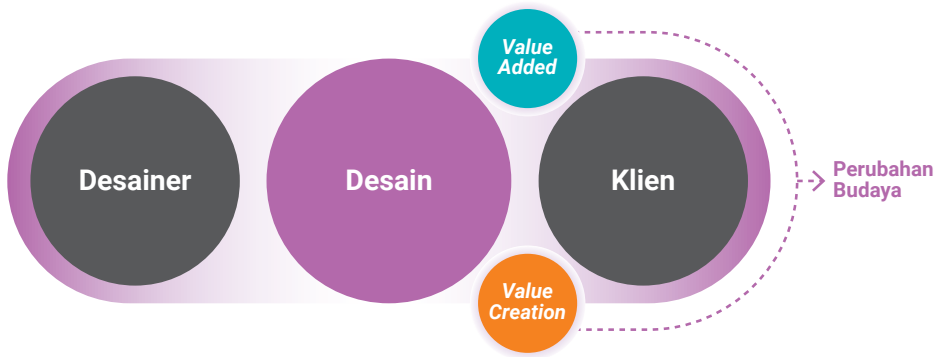 Value
Added
Desainer
Desain
Klien
Perubahan
Budaya
Value
Creation